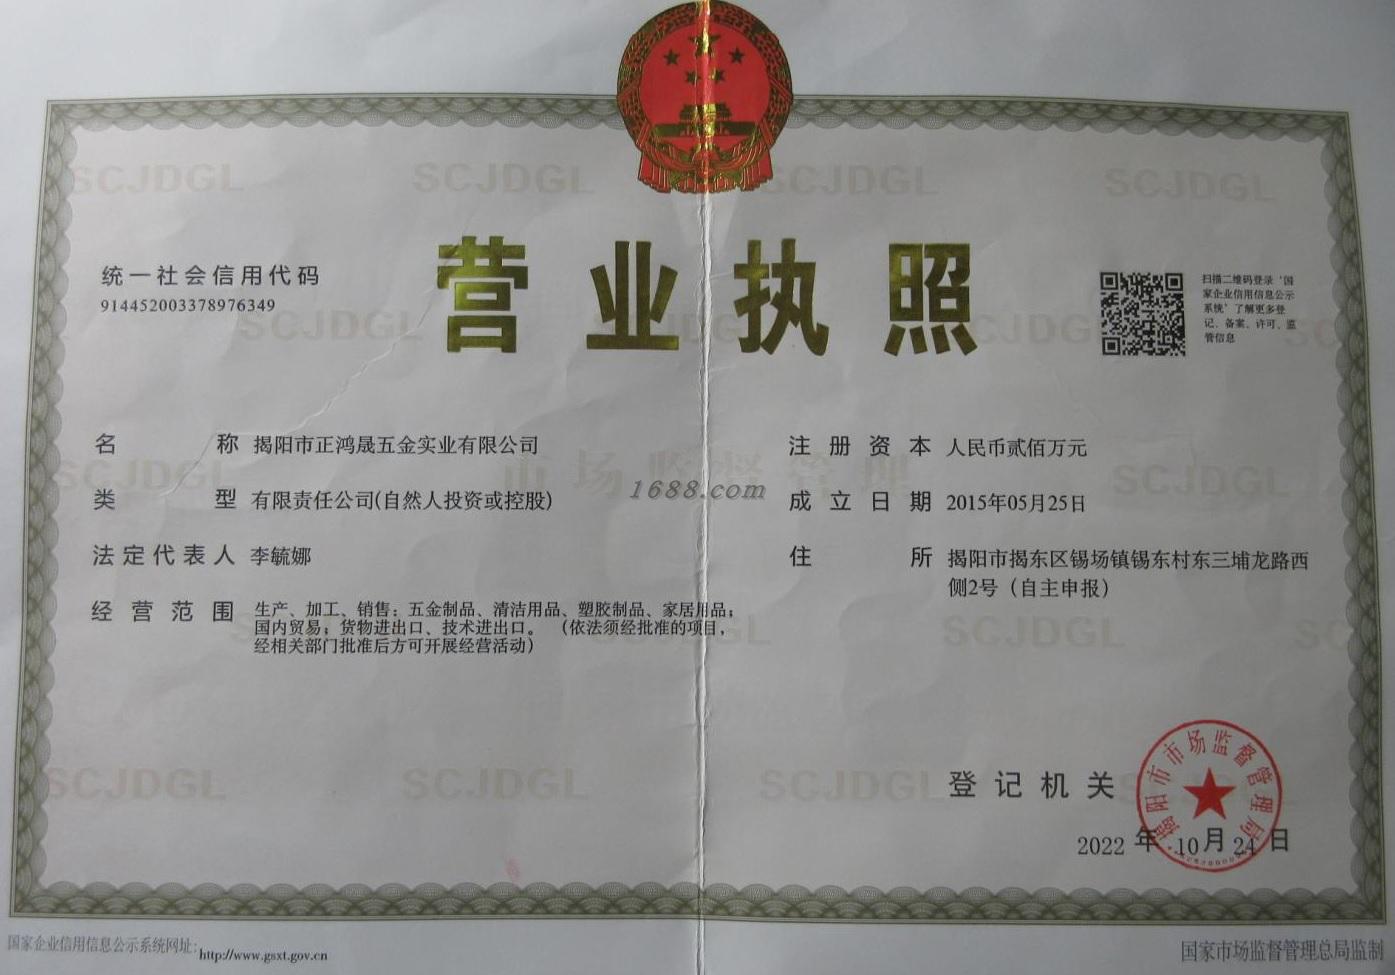 营业执照
统一社会信用代码
914452003378976349
扫描二维码登录‘国
家企业信用信息公示
系统’了解更多登
记、备案、许可、监
管信息
名称 揭阳市正鸿晟五金实业有限公司
类型 有限责任公司(自然人投资或控股)
法定代表人 李毓娜
经营范围 生产、加工、销售：五金制品、清洁用品、塑胶制品、家居用品；
国内贸易；货物进出口、技术进出口。（依法须经批准的项目，
经相关部门批准后方可开展经营活动）
注册资本 人民币贰佰万元
成立日期 2015年05月25日
住所 揭阳市揭东区锡场镇锡东村东三埔龙路西
侧2号（自主申报）
1688.com
市场监督管理
SCJDGL
登记机关
揭阳市市场监督管理局
2022年10月24日
国家企业信用信息公示系统网址：http://www.gsxt.gov.cn
国家市场监督管理总局监制